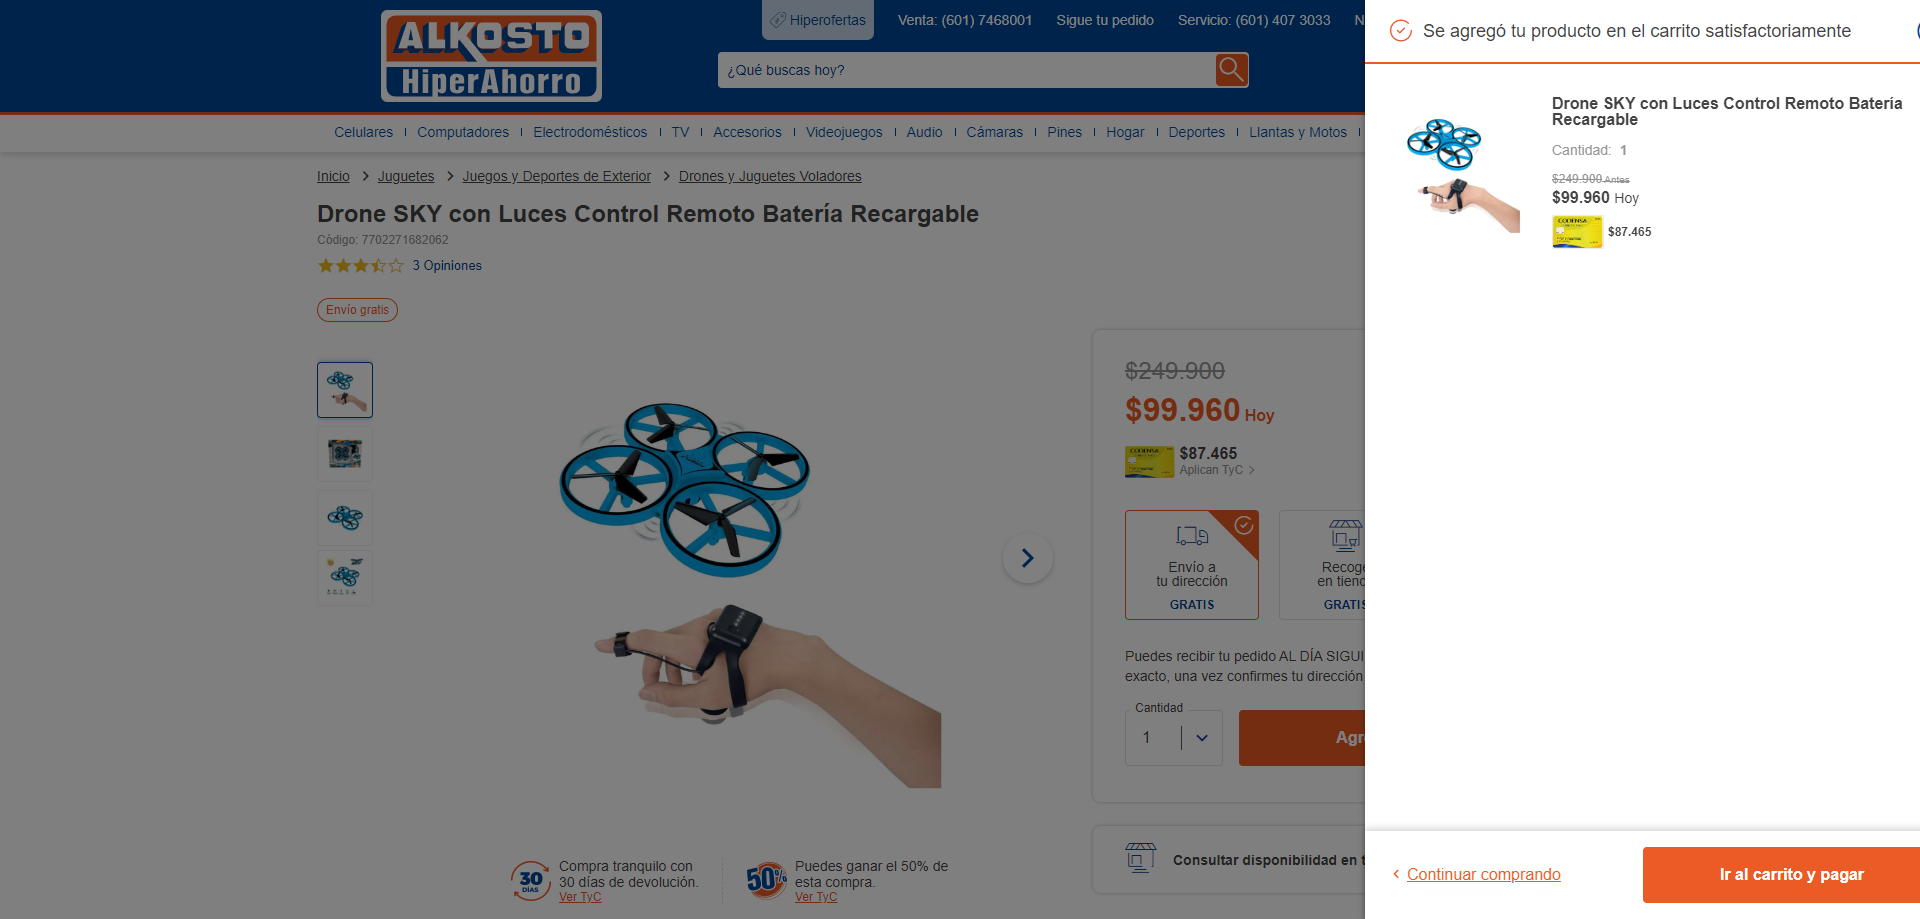 ALKOSTO
HiperAhorro
Hiperofertas
Venta: (601) 7468001
Sigue tu pedido
Servicio: (601) 407 3033
N
¿Qué buscas hoy?
Celulares
Computadores
Electrodomésticos
TV
Accesorios
Videojuegos
Audio
Cámaras
Pines
Hogar
Deportes
Llantas y Motos
Inicio > Juguetes > Juegos y Deportes de Exterior > Drones y Juguetes Voladores
Drone SKY con Luces Control Remoto Batería Recargable
Código: 7702271682062
3 Opiniones
Envío gratis
$249.900
$99.960 Hoy
CODENSA
$87.465
Aplican TyC >
Envío a
tu dirección
GRATIS
Recoge
en tiend
GRATIS
Puedes recibir tu pedido AL DÍA SIGUI
exacto, una vez confirmes tu dirección
Cantidad
1
Agre
Consultar disponibilidad en t
30
DÍAS
Compra tranquilo con
30 días de devolución.
Ver TyC
50%
Puedes ganar el 50% de
esta compra.
Ver TyC
Se agregó tu producto en el carrito satisfactoriamente
Drone SKY con Luces Control Remoto Batería
Recargable
Cantidad: 1
$249.900 Antes
$99.960 Hoy
CODENSA
$87.465
Continuar comprando
Ir al carrito y pagar